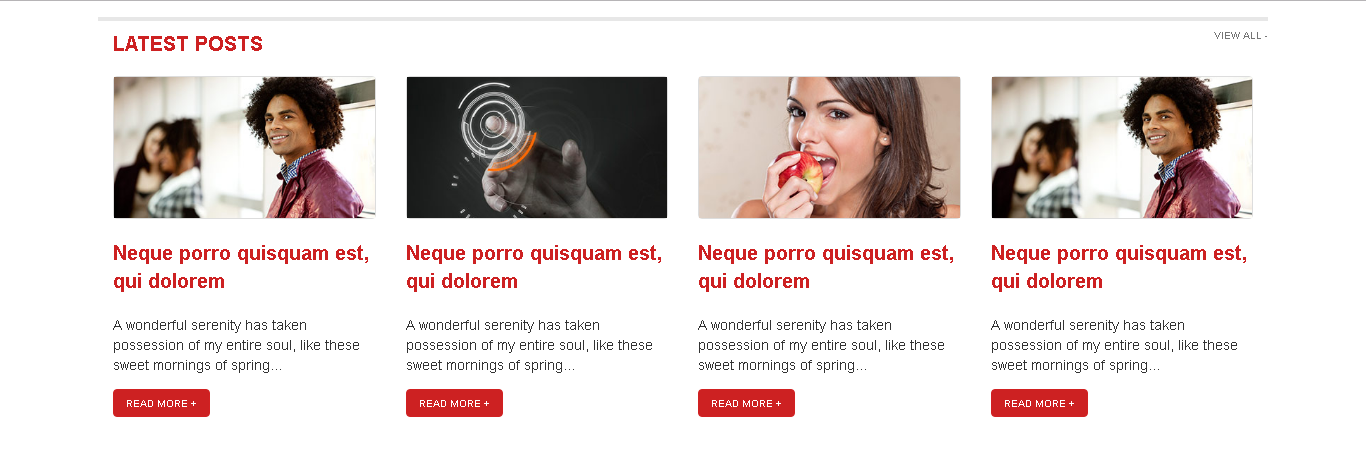 LATEST POSTS
VIEW ALL -
Neque porro quisquam est,
qui dolorem
A wonderful serenity has taken
possession of my entire soul, like these
sweet mornings of spring...
READ MORE +
Neque porro quisquam est,
qui dolorem
A wonderful serenity has taken
possession of my entire soul, like these
sweet mornings of spring...
READ MORE +
Neque porro quisquam est,
qui dolorem
A wonderful serenity has taken
possession of my entire soul, like these
sweet mornings of spring...
READ MORE +
Neque porro quisquam est,
qui dolorem
A wonderful serenity has taken
possession of my entire soul, like these
sweet mornings of spring...
READ MORE +